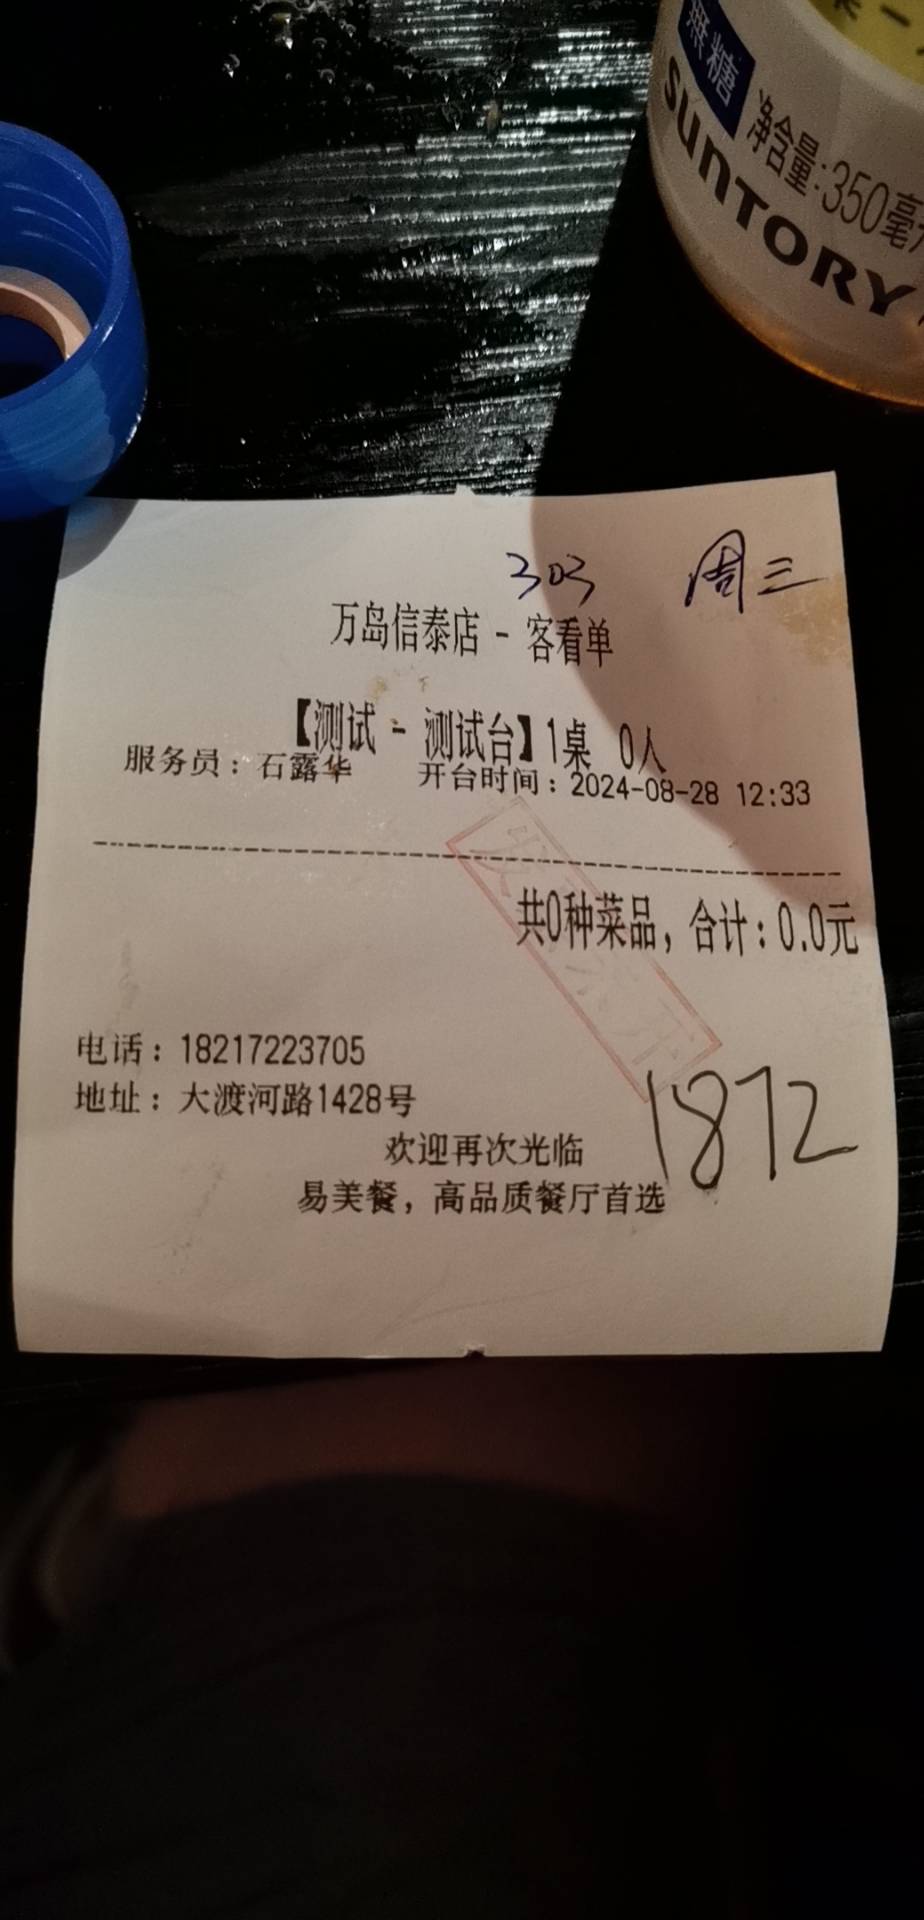 無糖
净含量:350毫
SUNTORY
303 周三
万岛信泰店 - 客看单
【测试 - 测试台】1桌 0人
服务员：石露华 开台时间：2024-08-28 12:33
共0种菜品，合计：0.0元
电话：18217223705
地址：大渡河路1428号
1872
欢迎再次光临
易美餐，高品质餐厅首选